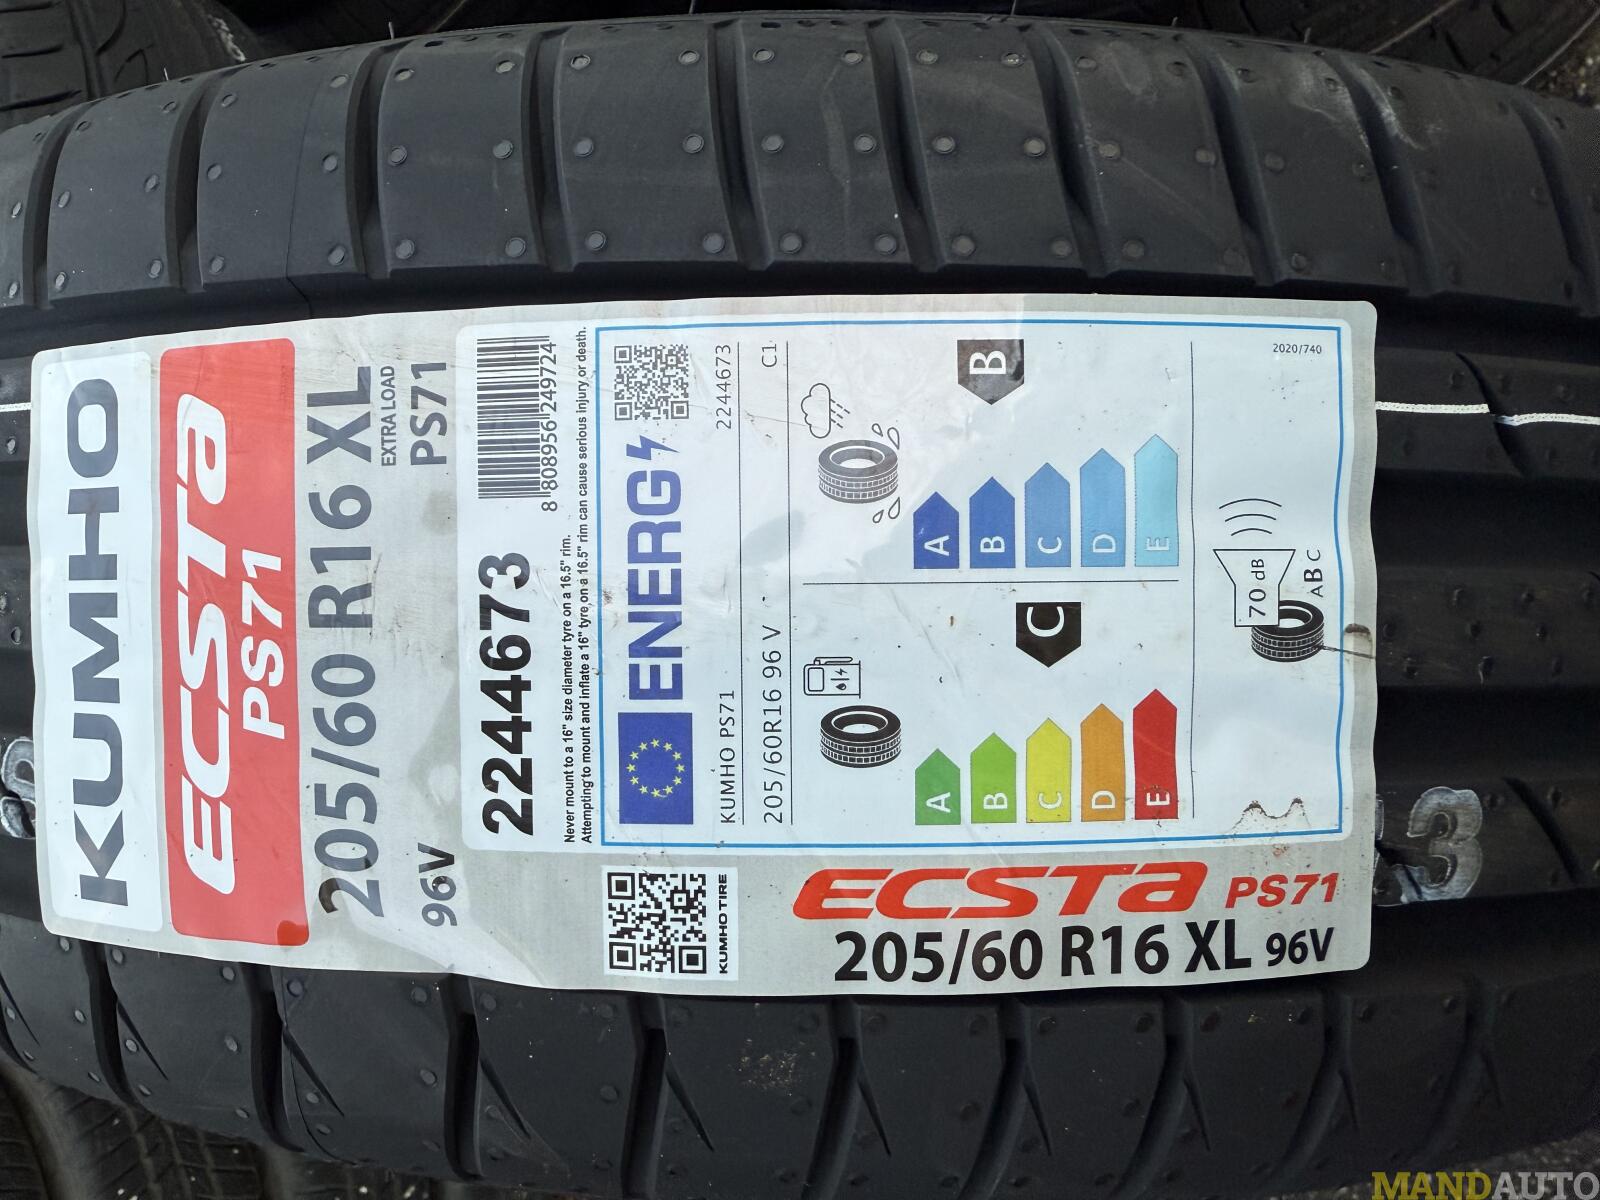 KUMHO
ECSTA
PS71
205/60 R16 XL
EXTRA LOAD
96V
PS71
2244673
8 808956 249724
Never mount to a 16" size diameter tyre on a 16.5" rim.
Attempting to mount and inflate a 16" tyre on a 16.5" rim can cause serious injury or death.
ENERG
KUMHO PS71
2244673
205/60R16 96 V
C1
A
B
C
D
E
C
A
B
C
D
E
B
70 dB
ABC
2020/740
KUMHO TIRE
ECSTA PS71
205/60 R16 XL 96V
3
MANDAUTO